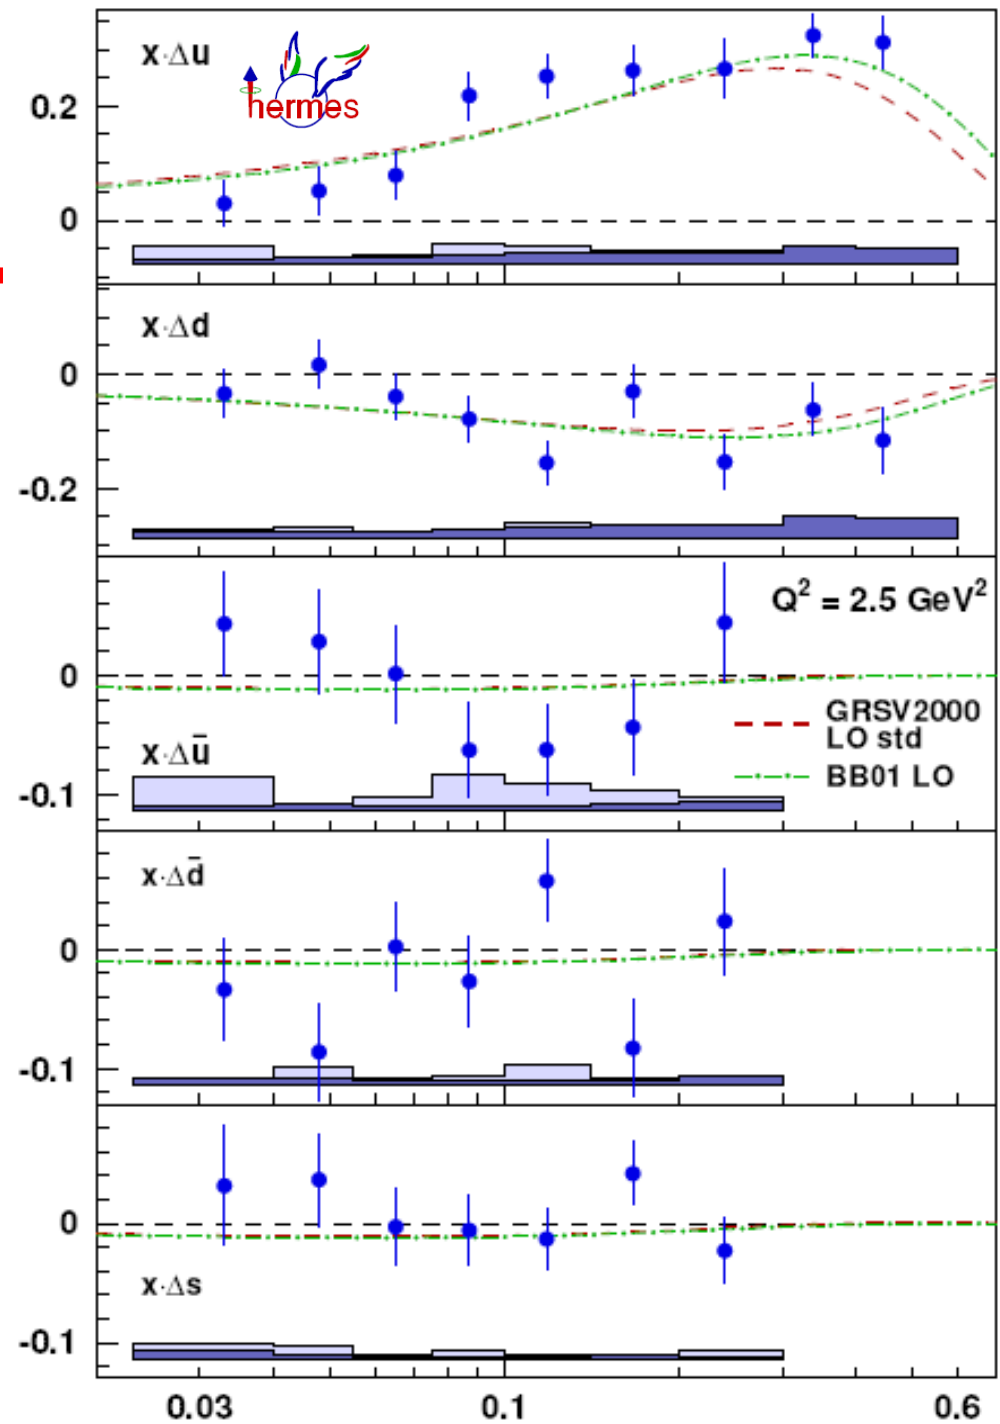 x·Δu
hermes
0.2
0
x·Δd
0
-0.2
Q² = 2.5 GeV²
0
GRSV2000
LO std
x·Δū
BB01 LO
-0.1
x·Δd̄
0
-0.1
0
x·Δs
-0.1
0.03 0.1 0.6